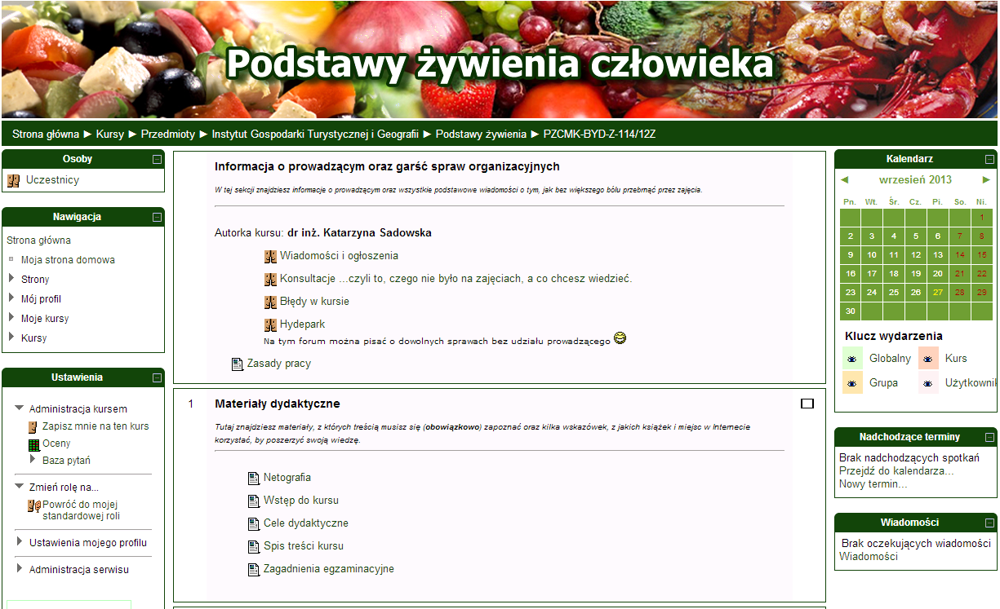 Podstawy żywienia człowieka
Strona główna ► Kursy ► Przedmioty ► Instytut Gospodarki Turystycznej i Geografii ► Podstawy żywienia ► PZCMK-BYD-Z-114/12Z
Osoby
Uczestnicy
Nawigacja
Strona główna
Moja strona domowa
Strony
Mój profil
Moje kursy
Kursy
Ustawienia
Administracja kursem
Zapisz mnie na ten kurs
Oceny
Baza pytań
Zmień rolę na...
Powróć do mojej
standardowej roli
Ustawienia mojego profilu
Administracja serwisu
Informacja o prowadzącym oraz garść spraw organizacyjnych
W tej sekcji znajdziesz informacje o prowadzącym oraz wszystkie podstawowe wiadomości o tym, jak bez większego bólu przebrnąć przez zajęcia.
Autorka kursu: dr inż. Katarzyna Sadowska
Wiadomości i ogłoszenia
Konsultacje ...czyli to, czego nie było na zajęciach, a co chcesz wiedzieć.
Błędy w kursie
Hydepark
Na tym forum można pisać o dowolnych sprawach bez udziału prowadzącego
Zasady pracy
1 Materiały dydaktyczne
Tutaj znajdziesz materiały, z których treścią musisz się (obowiązkowo) zapoznać oraz kilka wskazówek, z jakich książek i miejsc w Internecie
korzystać, by poszerzyć swoją wiedzę.
Netografia
Wstęp do kursu
Cele dydaktyczne
Spis treści kursu
Zagadnienia egzaminacyjne
Kalendarz
◄ wrzesień 2013 ►
Pn. Wt. Śr. Cz. Pi. So. Ni.
1
2 3 4 5 6 7 8
9 10 11 12 13 14 15
16 17 18 19 20 21 22
23 24 25 26 27 28 29
30
Klucz wydarzenia
Globalny Kurs
Grupa Użytkownik
Nadchodzące terminy
Brak nadchodzących spotkań
Przejdź do kalendarza...
Nowy termin...
Wiadomości
Brak oczekujących wiadomości
Wiadomości